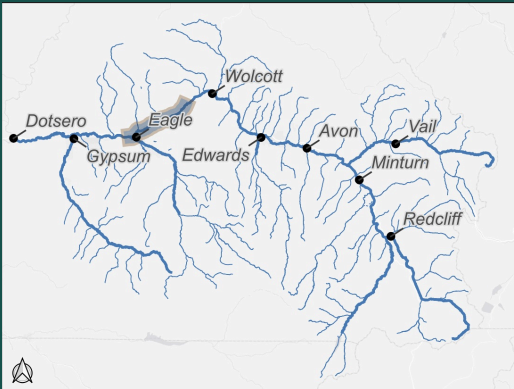 Wolcott
Dotsero
Eagle
Vail
Avon
Gypsum
Edwards
Minturn
Redcliff